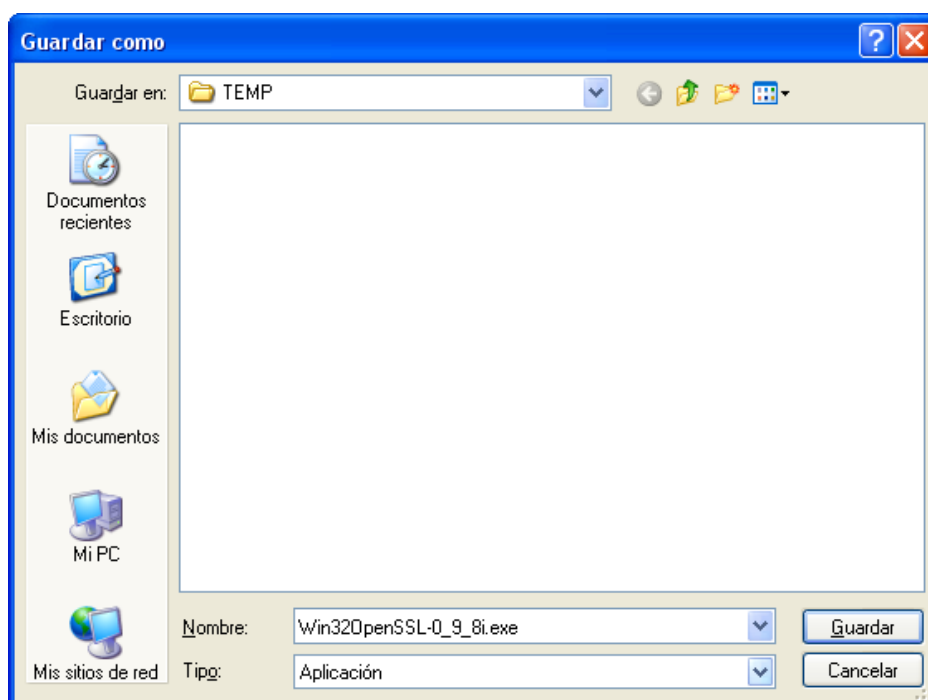 Guardar como
Guardar en:
TEMP
Documentos
recientes
Escritorio
Mis documentos
Mi PC
Mis sitios de red
Nombre:
Win32OpenSSL-0_9_8i.exe
Guardar
Tipo:
Aplicación
Cancelar